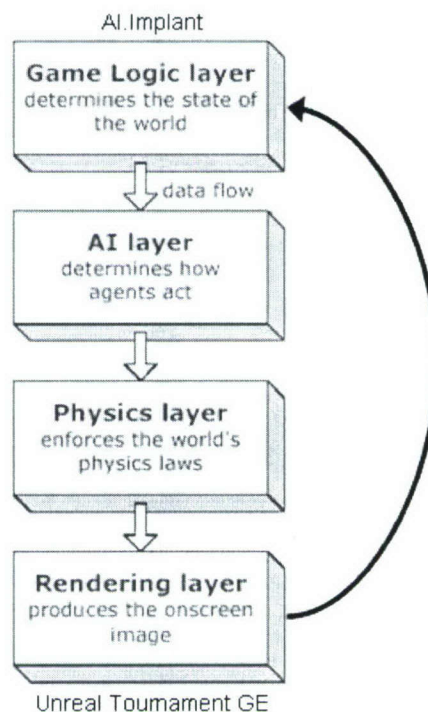 AI.Implant
Game Logic layer
determines the state of
the world
data flow
AI layer
determines how
agents act
Physics layer
enforces the world's
physics laws
Rendering layer
produces the onscreen
image
Unreal Tournament GE